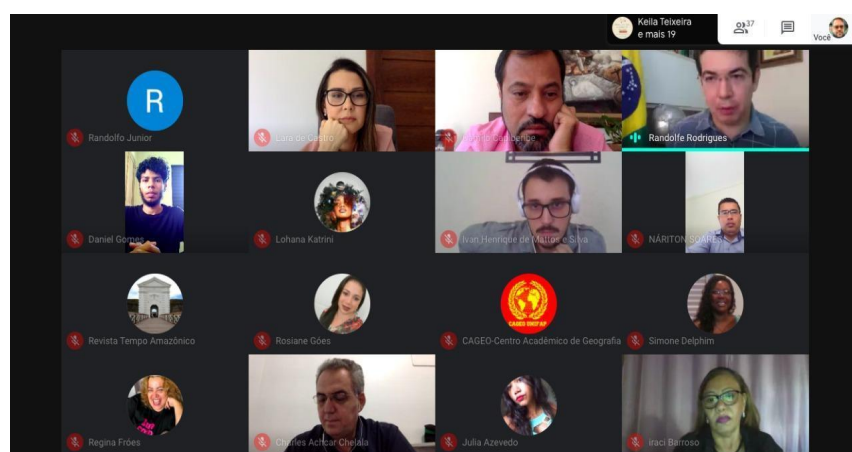 Keila Teixeira
e mais 19
37
Você
R
Randolfo Junior
Lara de Castro
Randolfe Rodrigues
Daniel Gomes
Lohana Katrini
Ivan Henrique de Mattos e Silva
NÁRITON SOARES
Revista Tempo Amazônico
Rosiane Góes
CAGEO UNIFAP
CAGEO-Centro Acadêmico de Geografia
Simone Delphim
Regina Fróes
Charles Achcar Chelala
Julia Azevedo
iraci Barroso